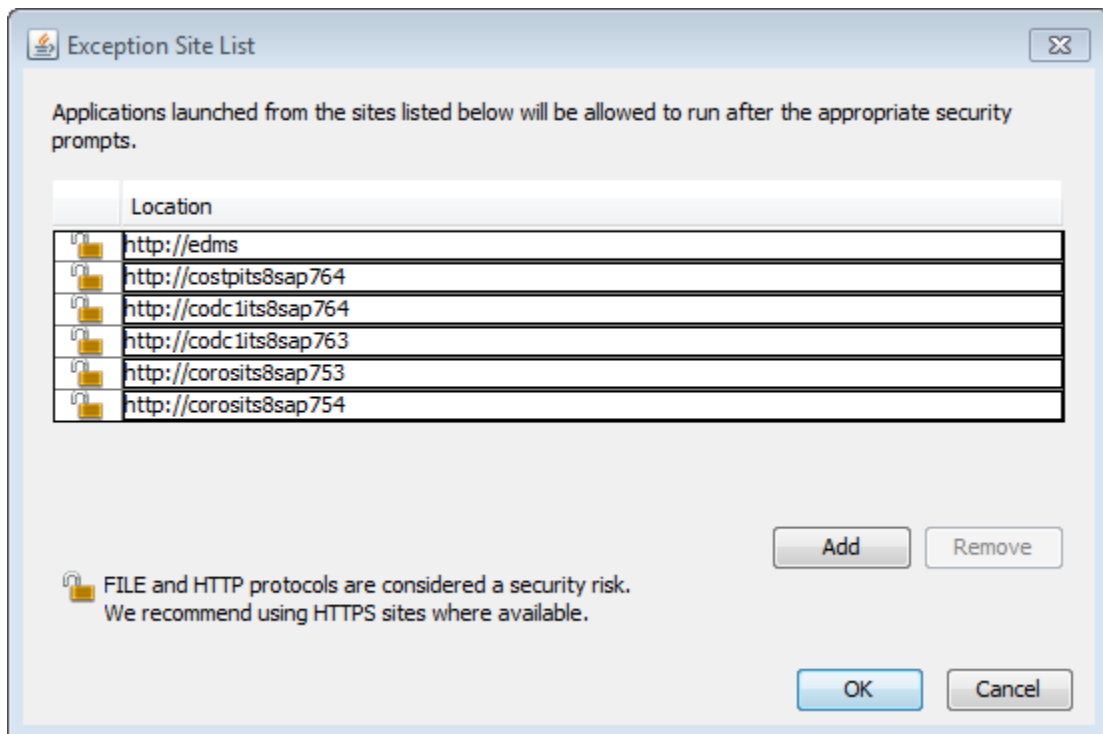 Exception Site List
Applications launched from the sites listed below will be allowed to run after the appropriate security
prompts.
Location
http://edms
http://costpits8sap764
http://codc1its8sap764
http://codc1its8sap763
http://corosits8sap753
http://corosits8sap754
Add
Remove
FILE and HTTP protocols are considered a security risk.
We recommend using HTTPS sites where available.
OK
Cancel